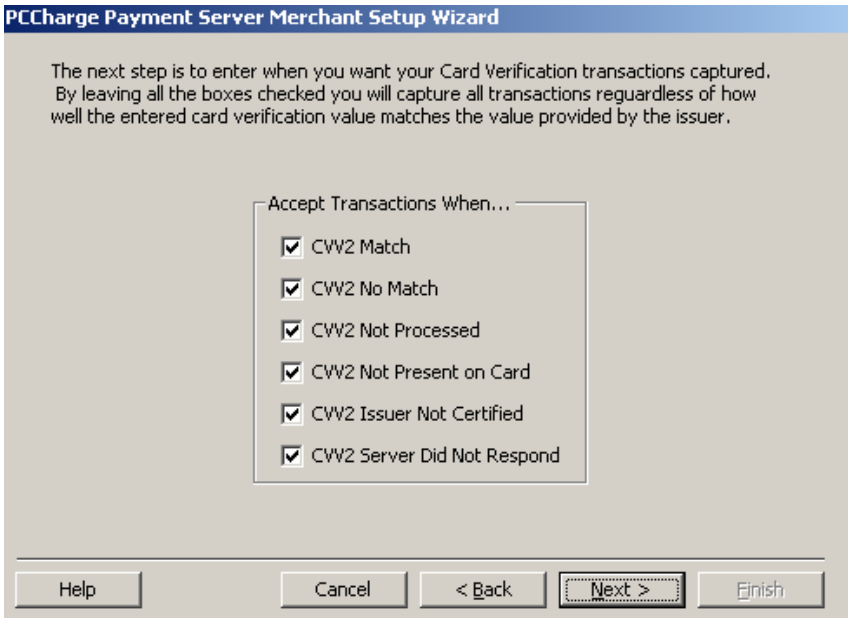 PCCharge Payment Server Merchant Setup Wizard
The next step is to enter when you want your Card Verification transactions captured.
By leaving all the boxes checked you will capture all transactions reguardless of how
well the entered card verification value matches the value provided by the issuer.
Accept Transactions When...
CVV2 Match
CVV2 No Match
CVV2 Not Processed
CVV2 Not Present on Card
CVV2 Issuer Not Certified
CVV2 Server Did Not Respond
Help Cancel < Back Next > Finish